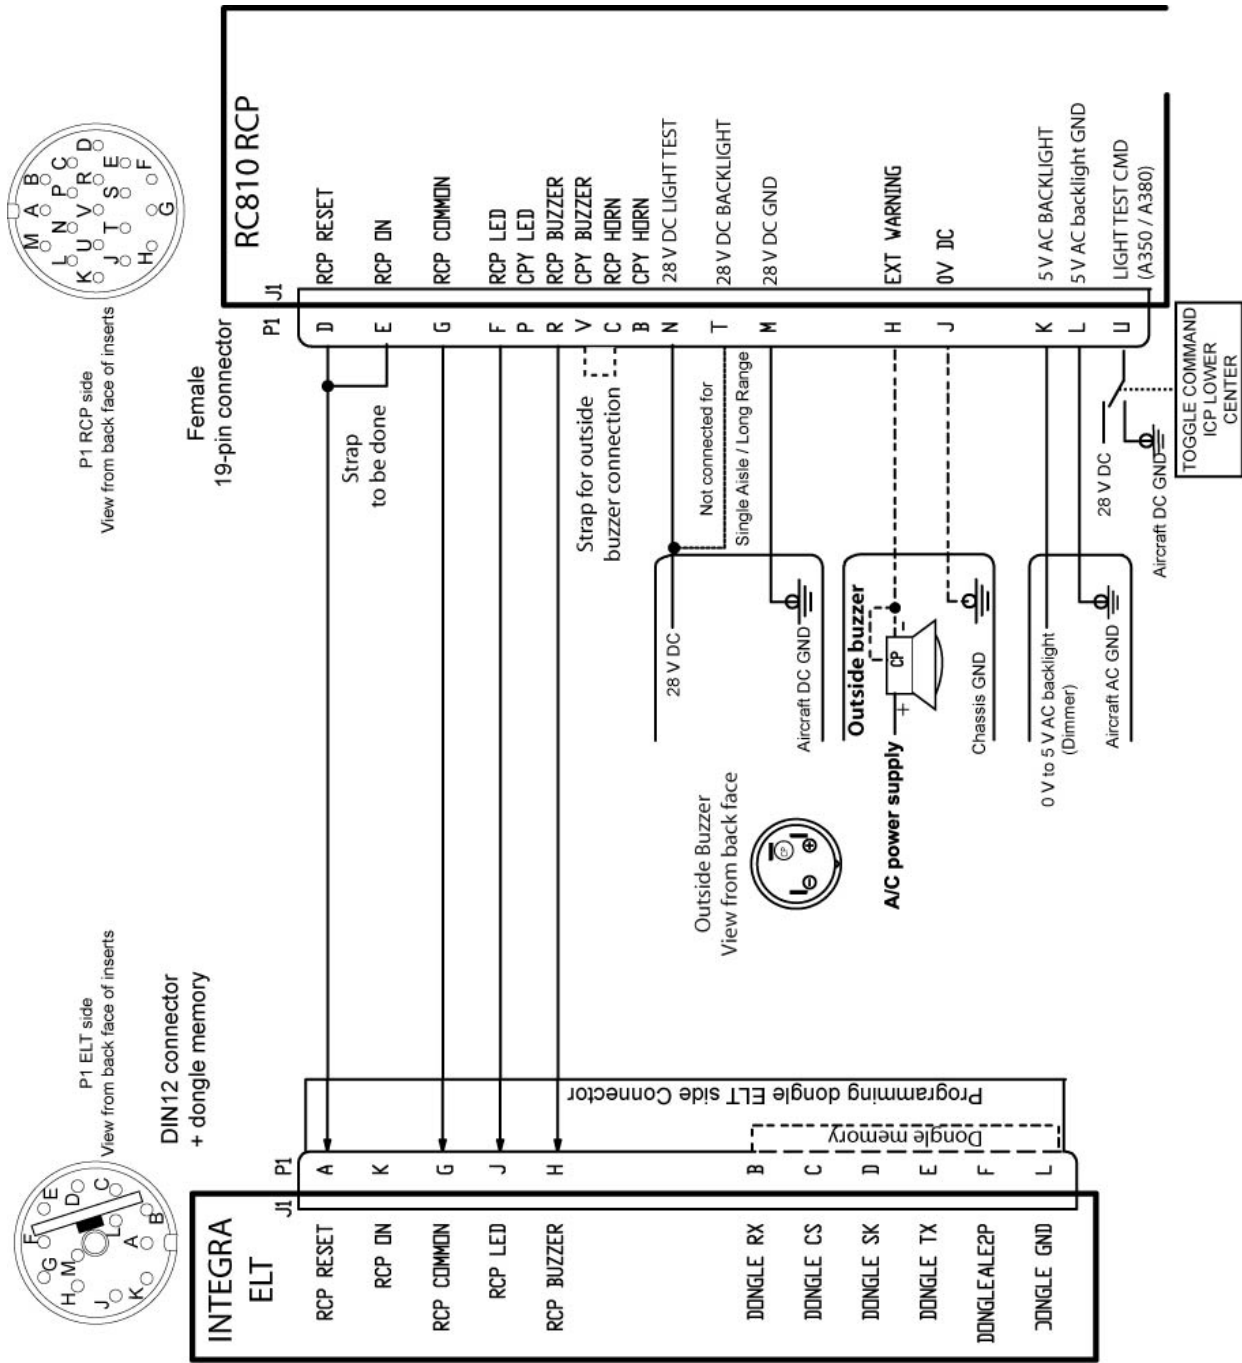 P1 ELT side
View from back face of inserts
F
E
G
D
C
H
M
L
B
J
A
K
DIN12 connector
+ dongle memory
P1 RCP side
View from back face of inserts
M
A
B
L
N
P
C
K
U
V
R
D
J
T
S
E
H
G
F
Female
19-pin connector
INTEGRA
ELT
J1
P1
RCP RESET
A
RCP ON
K
RCP COMMON
G
RCP LED
J
RCP BUZZER
H
DONGLE RX
B
DONGLE CS
C
DONGLE SK
D
DONGLE TX
E
DONGLEALE2P
F
DONGLE GND
L
Programming dongle ELT side Connector
Dongle memory
RC810 RCP
P1
J1
D
RCP RESET
E
RCP ON
G
RCP COMMON
F
RCP LED
P
CPY LED
R
RCP BUZZER
V
CPY BUZZER
C
RCP HORN
B
CPY HORN
N
28 V DC LIGHT TEST
T
28 V DC BACKLIGHT
M
28 V DC GND
H
EXT WARNING
J
0V DC
K
5 V AC BACKLIGHT
L
5 V AC backlight GND
U
LIGHT TEST CMD
(A350 / A380)
Strap
to be done
Strap for outside
buzzer connection
Not connected for
Single Aisle / Long Range
28 V DC
Aircraft DC GND
Outside Buzzer
View from back face
CP
Outside buzzer
CP
+
-
A/C power supply
Chassis GND
0 V to 5 V AC backlight
(Dimmer)
Aircraft AC GND
28 V DC
Aircraft DC GND
TOGGLE COMMAND
ICP LOWER
CENTER